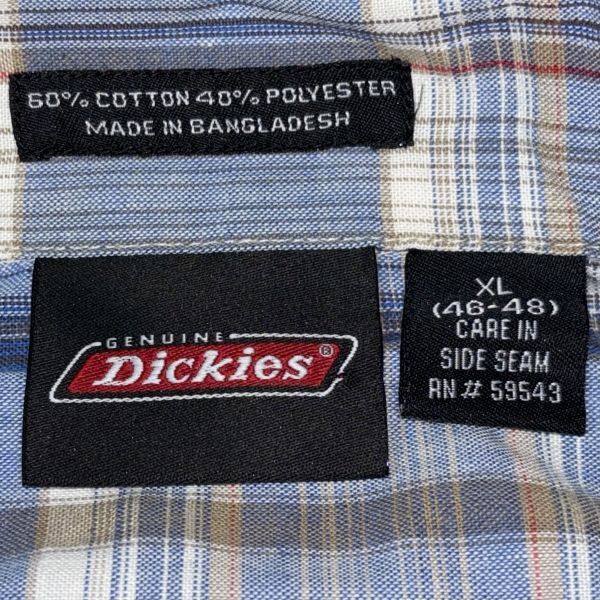 60% COTTON 40% POLYESTER
MADE IN BANGLADESH
GENUINE
Dickies®
XL
(46-48)
CARE IN
SIDE SEAM
RN # 59543